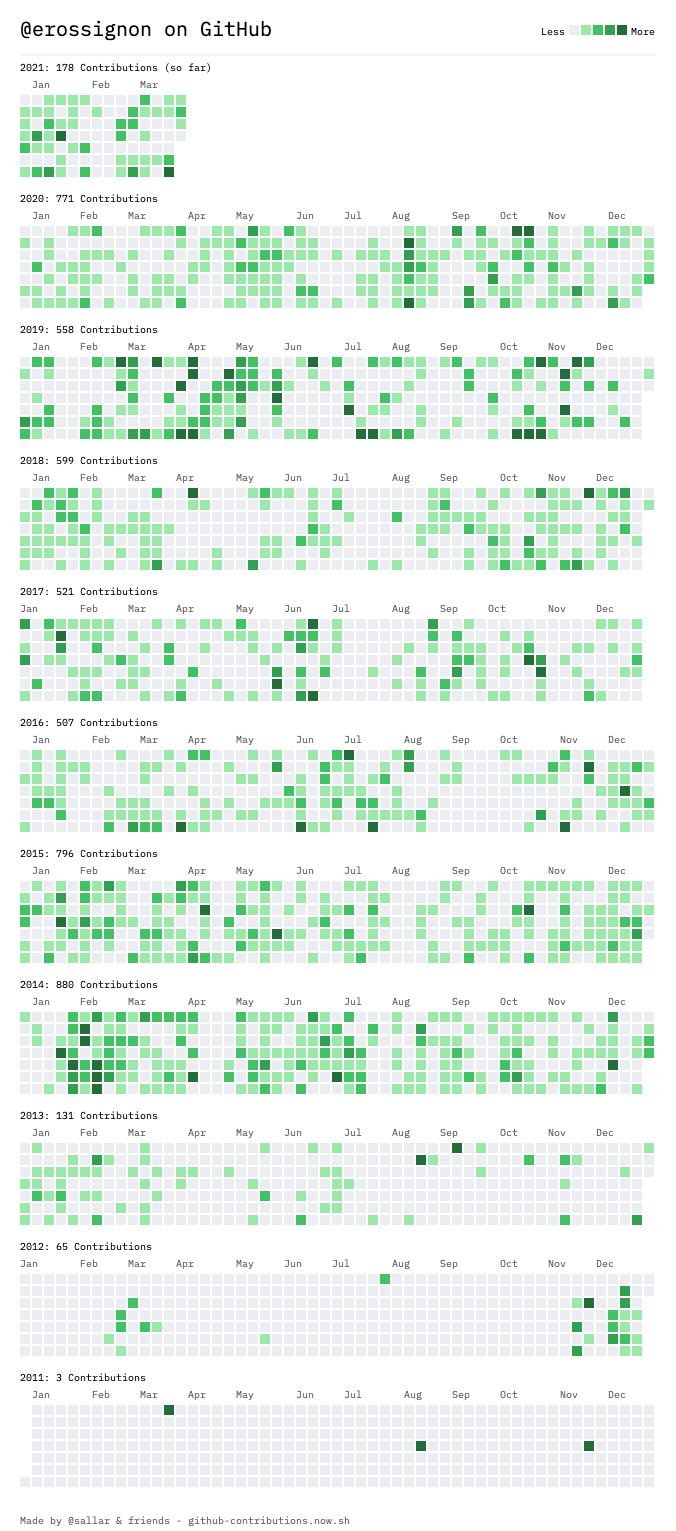 @erossignon on GitHub
Less More
2021: 178 Contributions (so far)
Jan Feb Mar
2020: 771 Contributions
Jan Feb Mar Apr May Jun Jul Aug Sep Oct Nov Dec
2019: 558 Contributions
Jan Feb Mar Apr May Jun Jul Aug Sep Oct Nov Dec
2018: 599 Contributions
Jan Feb Mar Apr May Jun Jul Aug Sep Oct Nov Dec
2017: 521 Contributions
Jan Feb Mar Apr May Jun Jul Aug Sep Oct Nov Dec
2016: 507 Contributions
Jan Feb Mar Apr May Jun Jul Aug Sep Oct Nov Dec
2015: 796 Contributions
Jan Feb Mar Apr May Jun Jul Aug Sep Oct Nov Dec
2014: 880 Contributions
Jan Feb Mar Apr May Jun Jul Aug Sep Oct Nov Dec
2013: 131 Contributions
Jan Feb Mar Apr May Jun Jul Aug Sep Oct Nov Dec
2012: 65 Contributions
Jan Feb Mar Apr May Jun Jul Aug Sep Oct Nov Dec
2011: 3 Contributions
Jan Feb Mar Apr May Jun Jul Aug Sep Oct Nov Dec
Made by @sallar & friends - github-contributions.now.sh